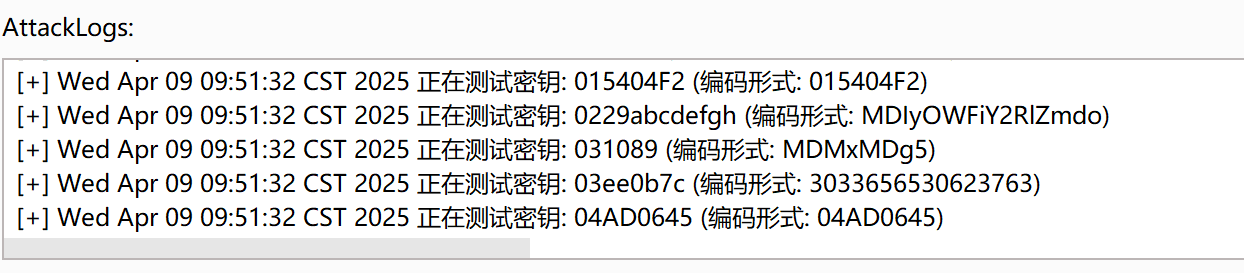 AttackLogs:
[+] Wed Apr 09 09:51:32 CST 2025 正在测试密钥: 015404F2 (编码形式: 015404F2)
[+] Wed Apr 09 09:51:32 CST 2025 正在测试密钥: 0229abcdefgh (编码形式: MDIyOWFiY2RlZmdo)
[+] Wed Apr 09 09:51:32 CST 2025 正在测试密钥: 031089 (编码形式: MDMxMDg5)
[+] Wed Apr 09 09:51:32 CST 2025 正在测试密钥: 03ee0b7c (编码形式: 3033656530623763)
[+] Wed Apr 09 09:51:32 CST 2025 正在测试密钥: 04AD0645 (编码形式: 04AD0645)